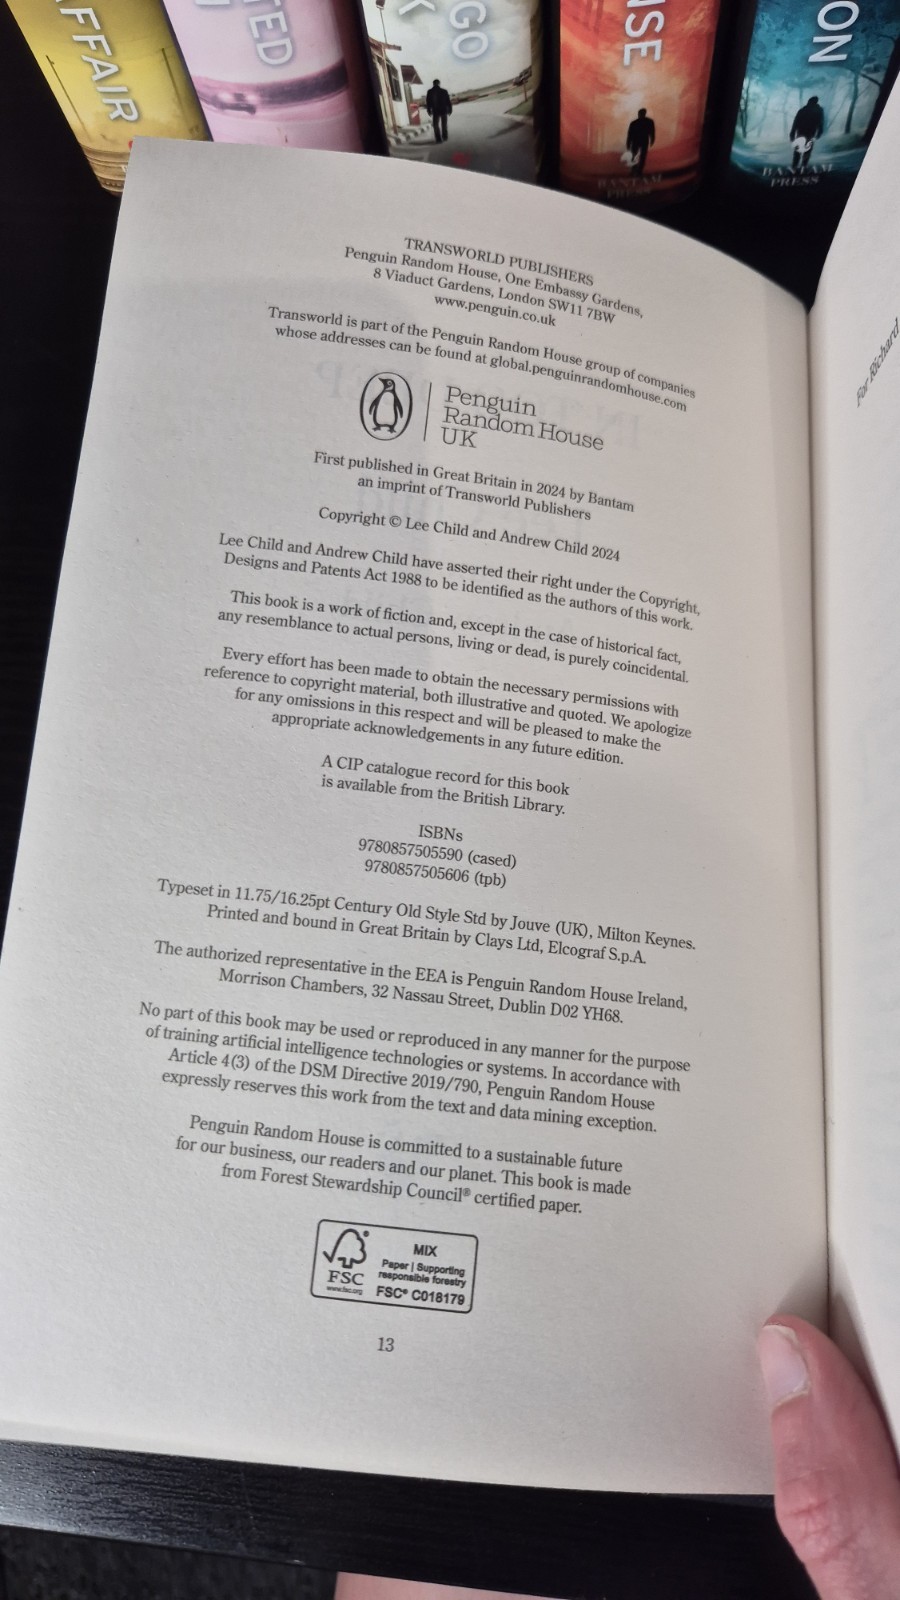 AFFAIR
TED
GO
K
ISE
ON
BANTAM
PRESS
BANTAM
PRESS
TRANSWORLD PUBLISHERS
Penguin Random House, One Embassy Gardens,
8 Viaduct Gardens, London SW11 7BW
www.penguin.co.uk
Transworld is part of the Penguin Random House group of companies
whose addresses can be found at global.penguinrandomhouse.com
Penguin
Random House
UK
First published in Great Britain in 2024 by Bantam
an imprint of Transworld Publishers
Copyright © Lee Child and Andrew Child 2024
Lee Child and Andrew Child have asserted their right under the Copyright,
Designs and Patents Act 1988 to be identified as the authors of this work.
This book is a work of fiction and, except in the case of historical fact,
any resemblance to actual persons, living or dead, is purely coincidental.
Every effort has been made to obtain the necessary permissions with
reference to copyright material, both illustrative and quoted. We apologize
for any omissions in this respect and will be pleased to make the
appropriate acknowledgements in any future edition.
A CIP catalogue record for this book
is available from the British Library.
ISBNs
9780857505590 (cased)
9780857505606 (tpb)
Typeset in 11.75/16.25pt Century Old Style Std by Jouve (UK), Milton Keynes.
Printed and bound in Great Britain by Clays Ltd, Elcograf S.p.A.
The authorized representative in the EEA is Penguin Random House Ireland,
Morrison Chambers, 32 Nassau Street, Dublin D02 YH68.
No part of this book may be used or reproduced in any manner for the purpose
of training artificial intelligence technologies or systems. In accordance with
Article 4(3) of the DSM Directive 2019/790, Penguin Random House
expressly reserves this work from the text and data mining exception.
Penguin Random House is committed to a sustainable future
for our business, our readers and our planet. This book is made
from Forest Stewardship Council® certified paper.
FSC
www.fsc.org
MIX
Paper | Supporting
responsible forestry
FSC® C018179
13
For Richard